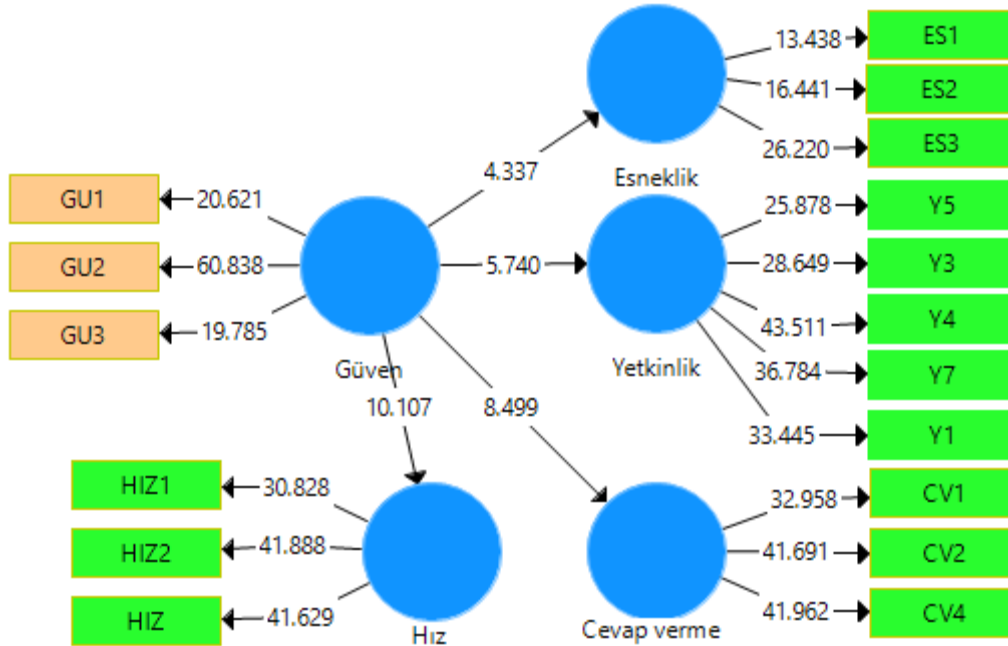 13.438
ES1
16.441
ES2
26.220
ES3
4.337
Esneklik
GU1
20.621
GU2
60.838
GU3
19.785
Güven
5.740
25.878
Y5
28.649
Y3
43.511
Y4
36.784
Y7
33.445
Y1
Yetkinlik
10.107
8.499
HIZ1
30.828
HIZ2
41.888
HIZ
41.629
Hız
32.958
CV1
41.691
CV2
41.962
CV4
Cevap verme